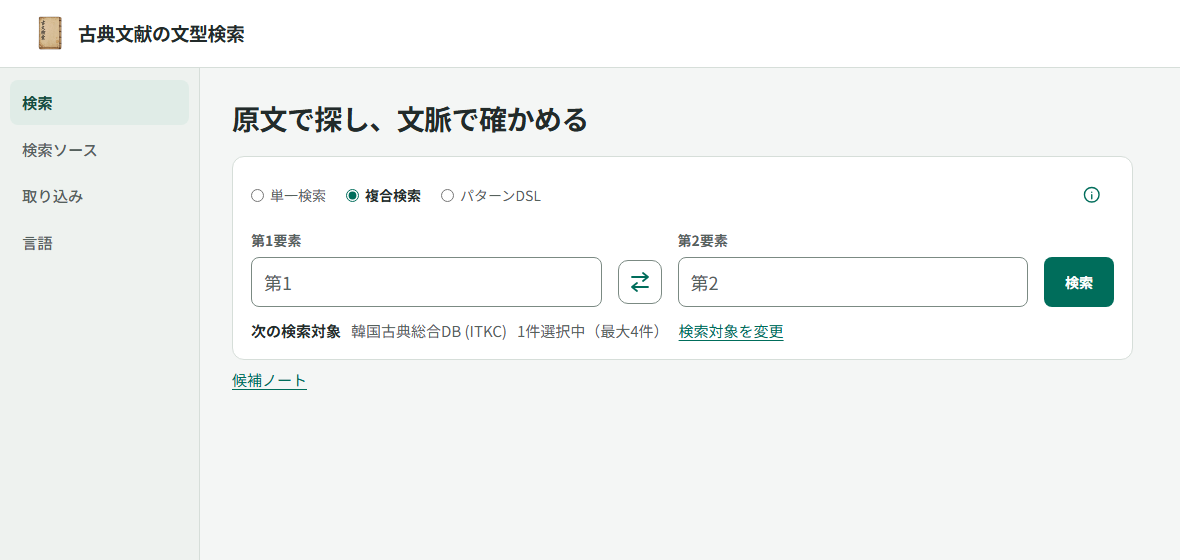 古典文献の文型検索
検索
検索ソース
取り込み
言語
原文で探し、文脈で確かめる
単一検索 複合検索 パターンDSL
第1要素 第2要素
第1 第2 検索
次の検索対象 韓国古典総合DB (ITKC) 1件選択中（最大4件） 検索対象を変更
候補ノート